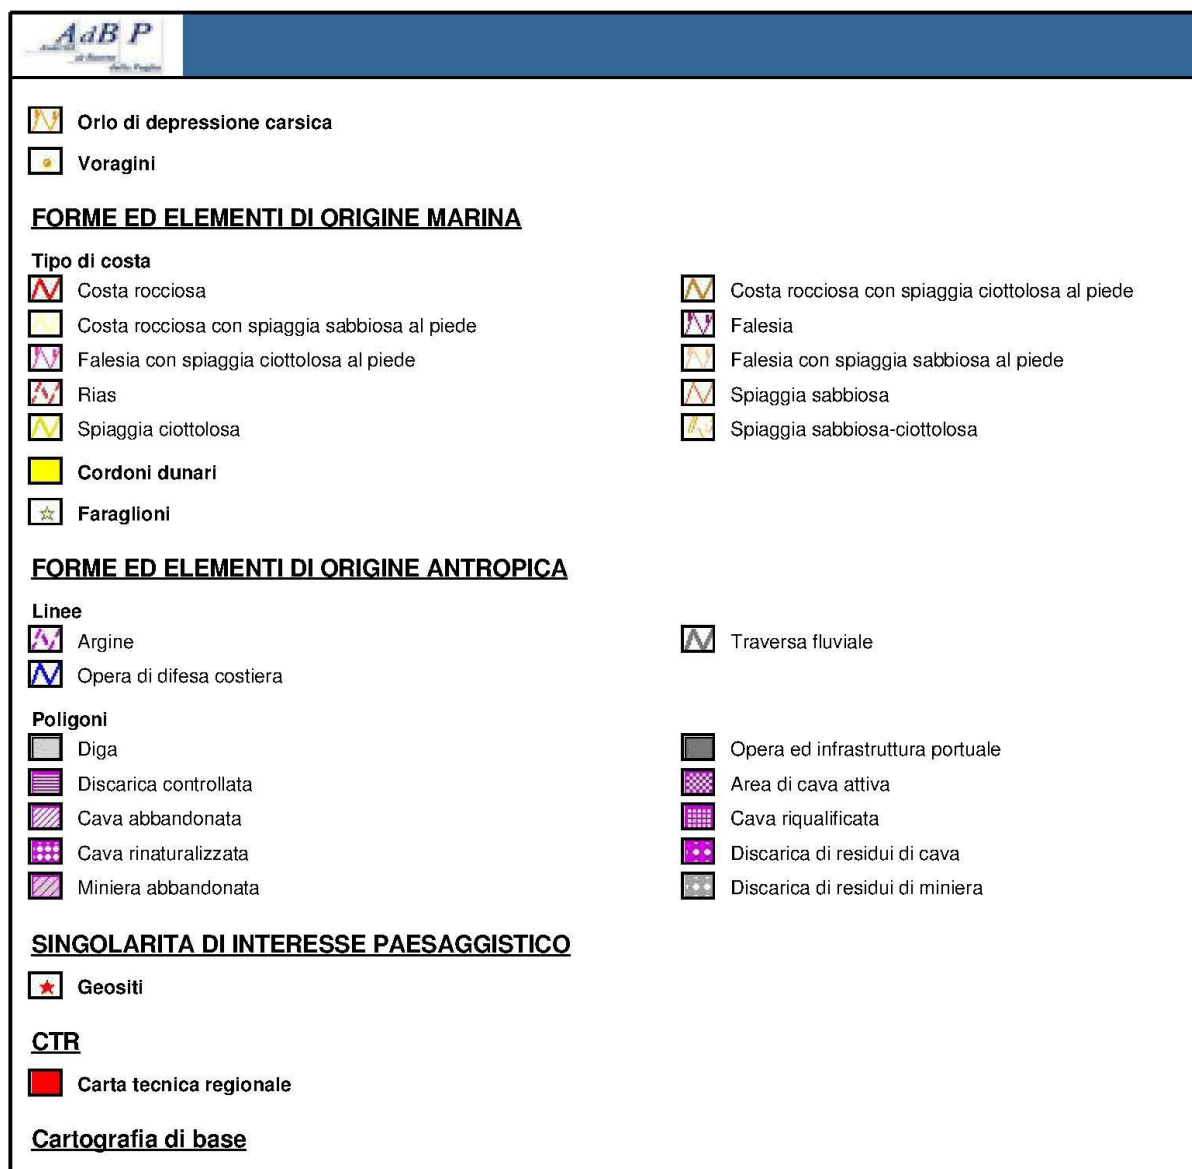 AdB P
Orlo di depressione carsica
Voragini
FORME ED ELEMENTI DI ORIGINE MARINA
Tipo di costa
Costa rocciosa
Costa rocciosa con spiaggia ciottolosa al piede
Costa rocciosa con spiaggia sabbiosa al piede
Falesia
Falesia con spiaggia ciottolosa al piede
Falesia con spiaggia sabbiosa al piede
Rias
Spiaggia sabbiosa
Spiaggia ciottolosa
Spiaggia sabbiosa-ciottolosa
Cordoni dunari
Faraglioni
FORME ED ELEMENTI DI ORIGINE ANTROPICA
Linee
Argine
Traversa fluviale
Opera di difesa costiera
Poligoni
Diga
Opera ed infrastruttura portuale
Discarica controllata
Area di cava attiva
Cava abbandonata
Cava riqualificata
Cava rinaturalizzata
Discarica di residui di cava
Miniera abbandonata
Discarica di residui di miniera
SINGOLARITA DI INTERESSE PAESAGGISTICO
Geositi
CTR
Carta tecnica regionale
Cartografia di base